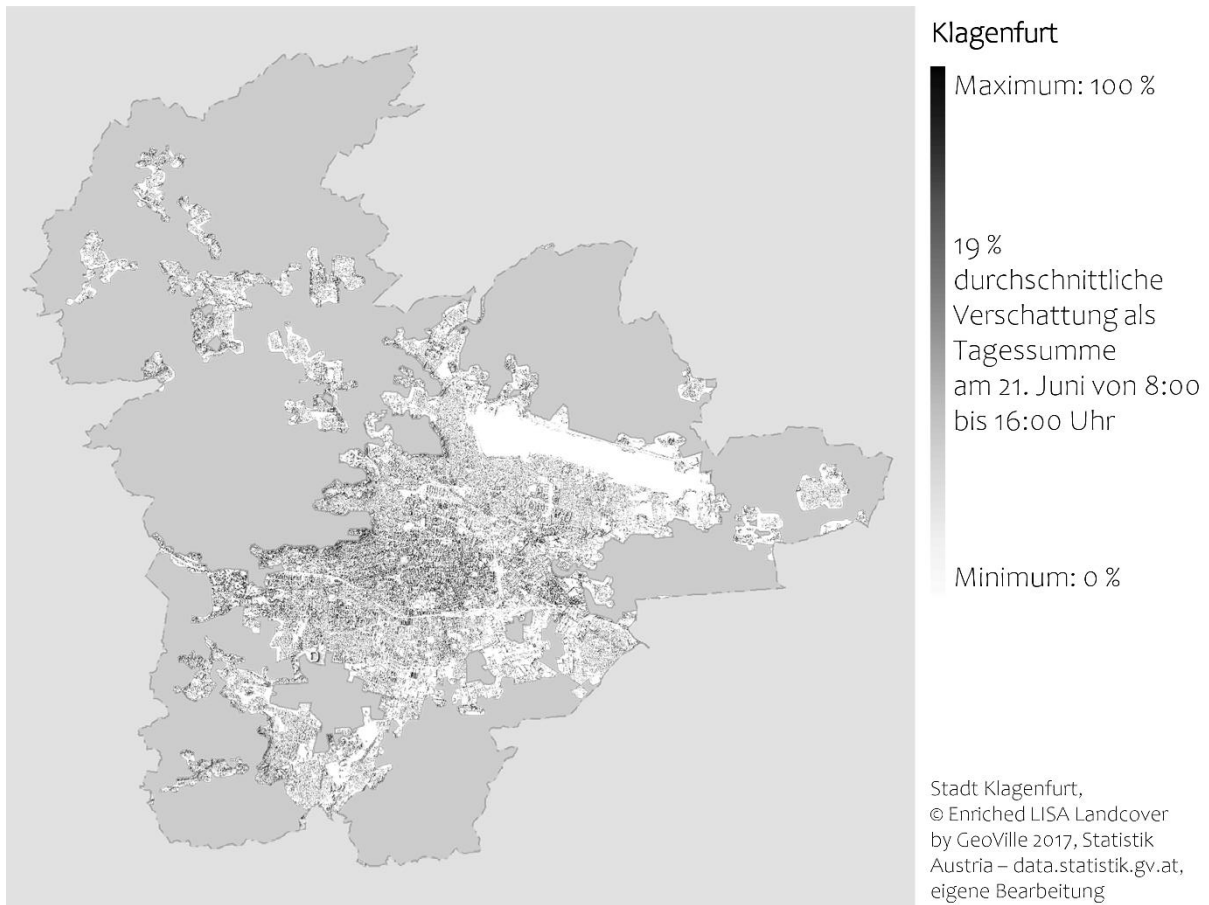 Klagenfurt
Maximum: 100 %
19 %
durchschnittliche
Verschattung als
Tagessumme
am 21. Juni von 8:00
bis 16:00 Uhr
Minimum: 0 %
Stadt Klagenfurt,
© Enriched LISA Landcover
by GeoVille 2017, Statistik
Austria – data.statistik.gv.at,
eigene Bearbeitung